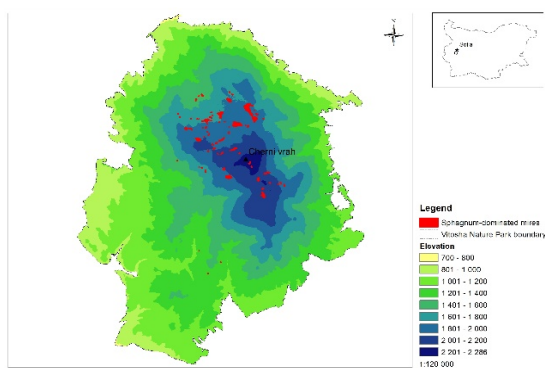 Cherni vrah
Legend
Sphagnum-dominated mires
Vitosha Nature Park boundary
Elevation
700 - 800
801 - 1 000
1 001 - 1 200
1 201 - 1 400
1 401 - 1 600
1 601 - 1 800
1 801 - 2 000
2 001 - 2 200
2 201 - 2 286
1:120 000